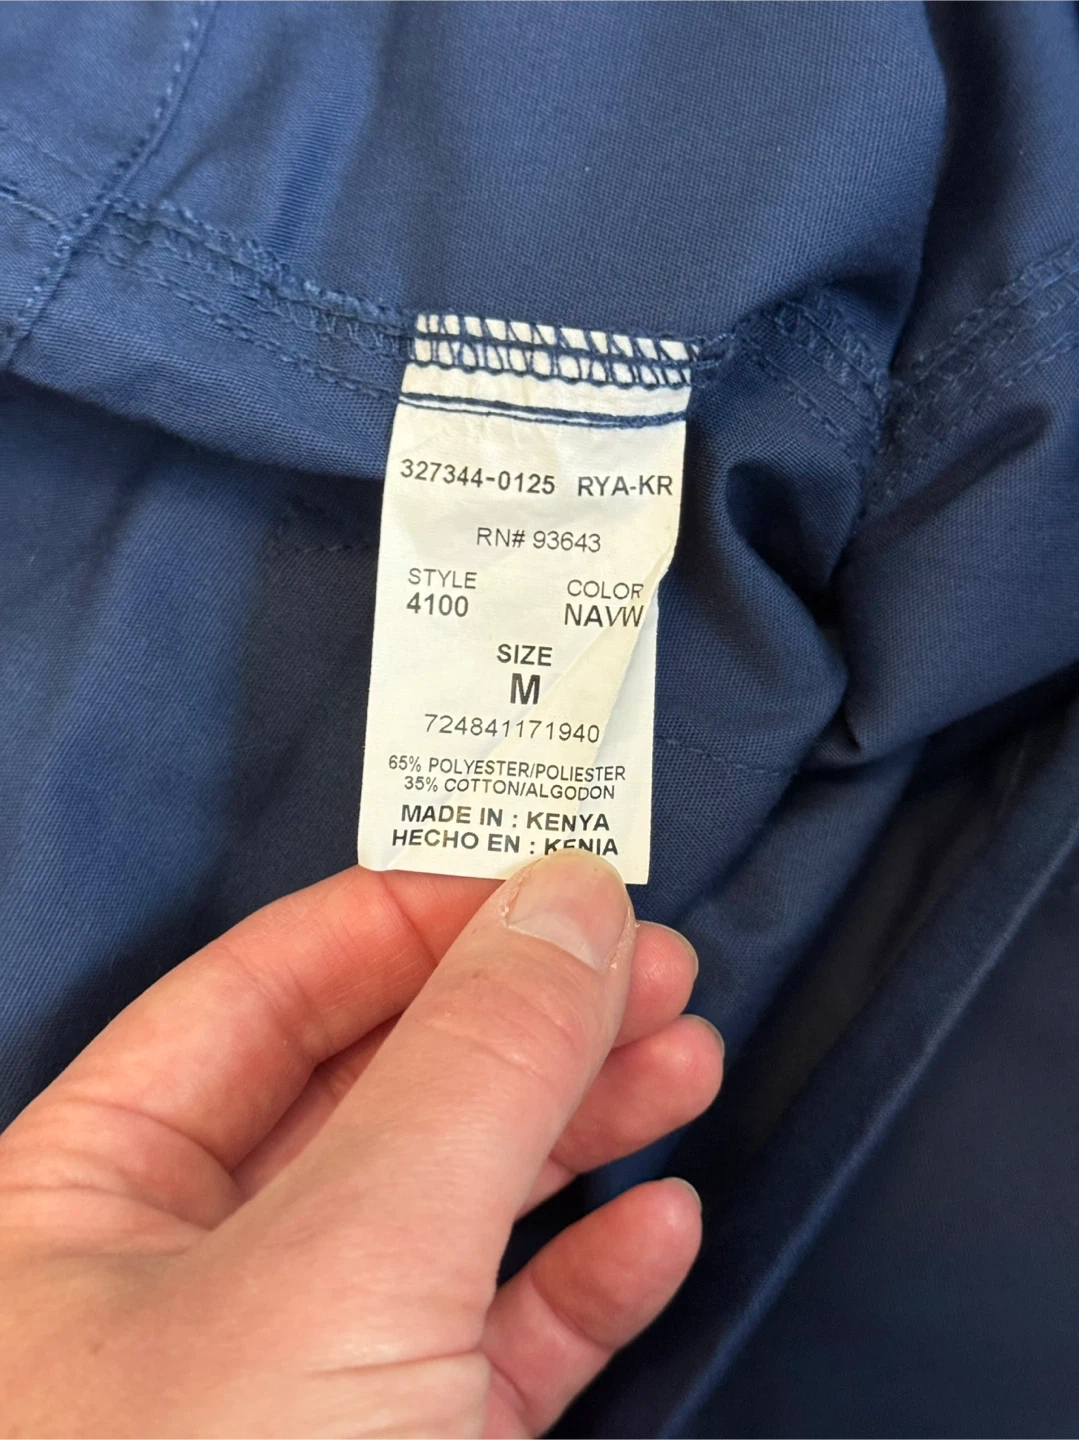 327344-0125 RYA-KR
RN# 93643
STYLE COLOR
4100 NAVW
SIZE
M
724841171940
65% POLYESTER/POLIESTER
35% COTTON/ALGODON
MADE IN : KENYA
HECHO EN : KENIA